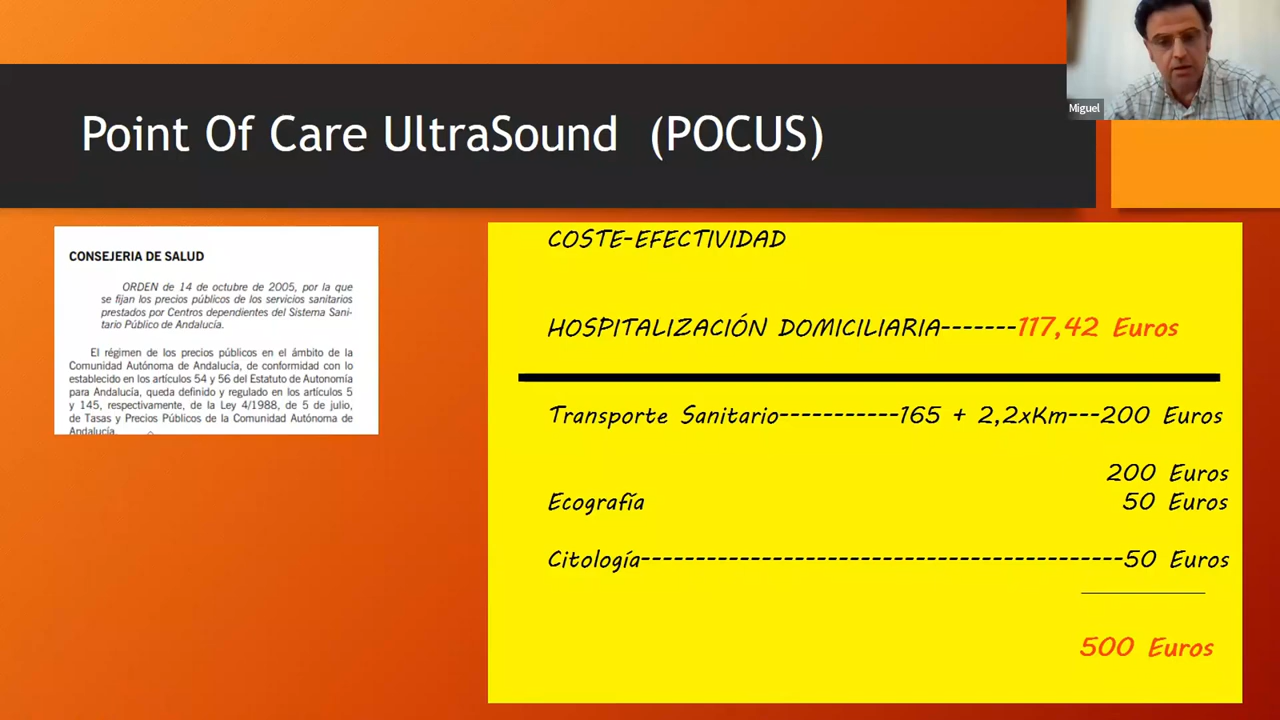 Miguel
Point Of Care UltraSound (POCUS)
CONSEJERIA DE SALUD
ORDEN de 14 de octubre de 2005, por la que
se fijan los precios públicos de los servicios sanitarios
prestados por Centros dependientes del Sistema Sani-
tario Público de Andalucía.
El régimen de los precios públicos en el ámbito de la
Comunidad Autónoma de Andalucía, de conformidad con lo
establecido en los artículos 54 y 56 del Estatuto de Autonomía
para Andalucía, queda definido y regulado en los artículos 5
y 145, respectivamente, de la Ley 4/1988, de 5 de julio,
de Tasas y Precios Públicos de la Comunidad Autónoma de
Andalucía.
COSTE-EFECTIVIDAD
HOSPITALIZACIÓN DOMICILIARIA-------117,42 Euros
Transporte Sanitario-----------165 + 2,2xKm---200 Euros
200 Euros
Ecografía 50 Euros
Citología--------------------------------------------50 Euros
500 Euros